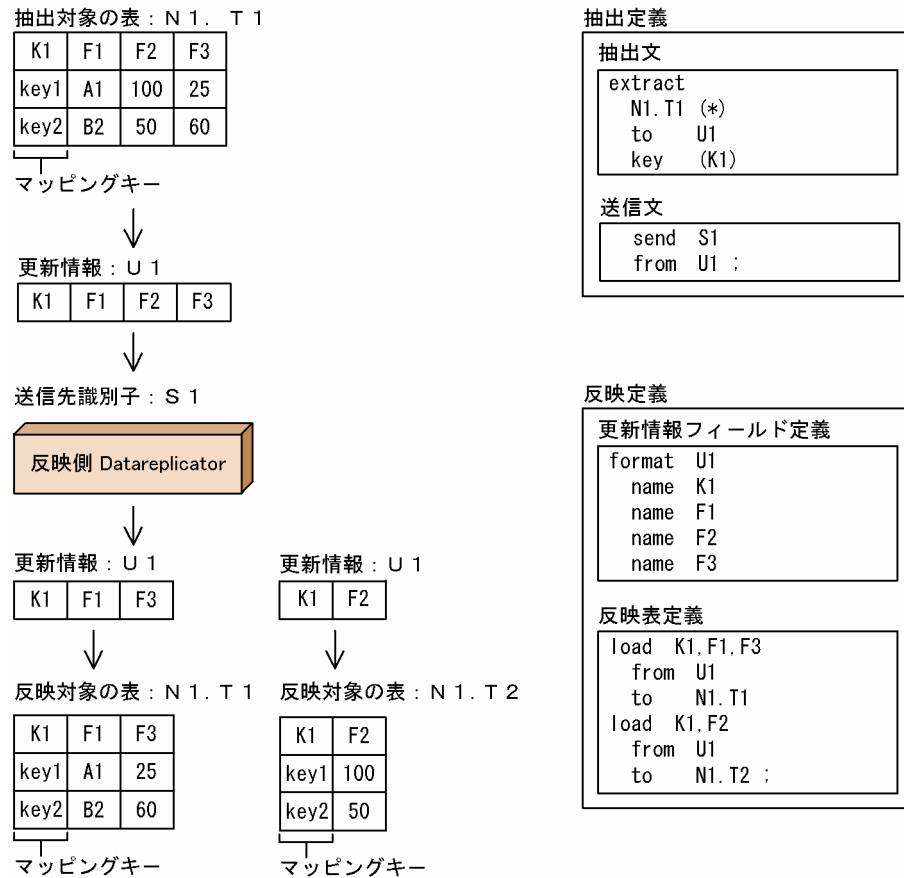 抽出対象の表：Ｎ１．Ｔ１
K1 F1 F2 F3
key1 A1 100 25
key2 B2 50 60
マッピングキー
更新情報：Ｕ１
K1 F1 F2 F3
送信先識別子：Ｓ１
反映側 Datareplicator
更新情報：Ｕ１
K1 F1 F3
反映対象の表：Ｎ１．Ｔ１
K1 F1 F3
key1 A1 25
key2 B2 60
マッピングキー
更新情報：Ｕ１
K1 F2
反映対象の表：Ｎ１．Ｔ２
K1 F2
key1 100
key2 50
マッピングキー
抽出定義
抽出文
extract
N1.T1 (*)
to U1
key (K1)
送信文
send S1
from U1 ;
反映定義
更新情報フィールド定義
format U1
name K1
name F1
name F2
name F3
反映表定義
load K1,F1,F3
from U1
to N1.T1
load K1,F2
from U1
to N1.T2 ;